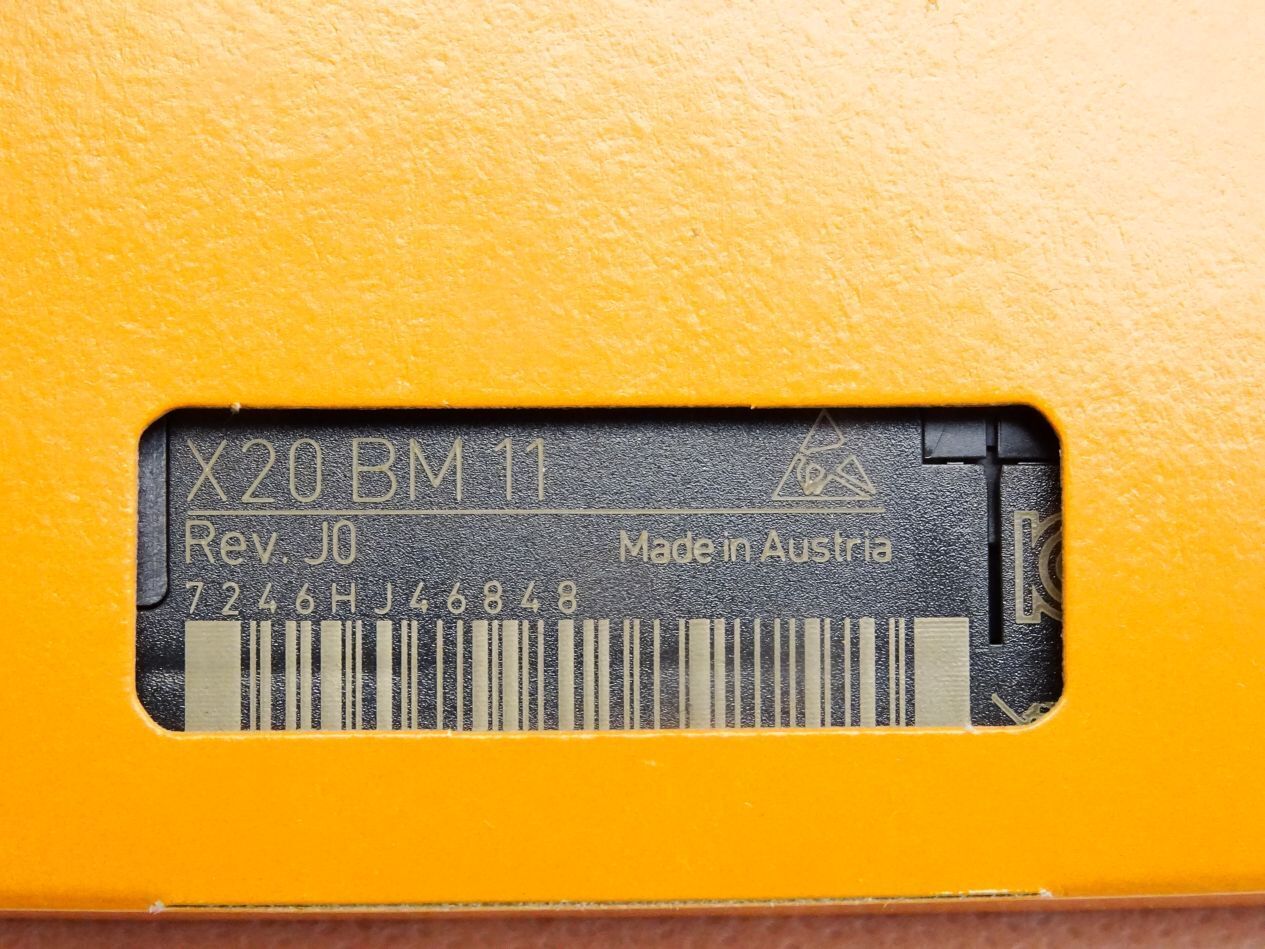 X20 BM 11
Rev. J0
Made in Austria
7246HJ46848